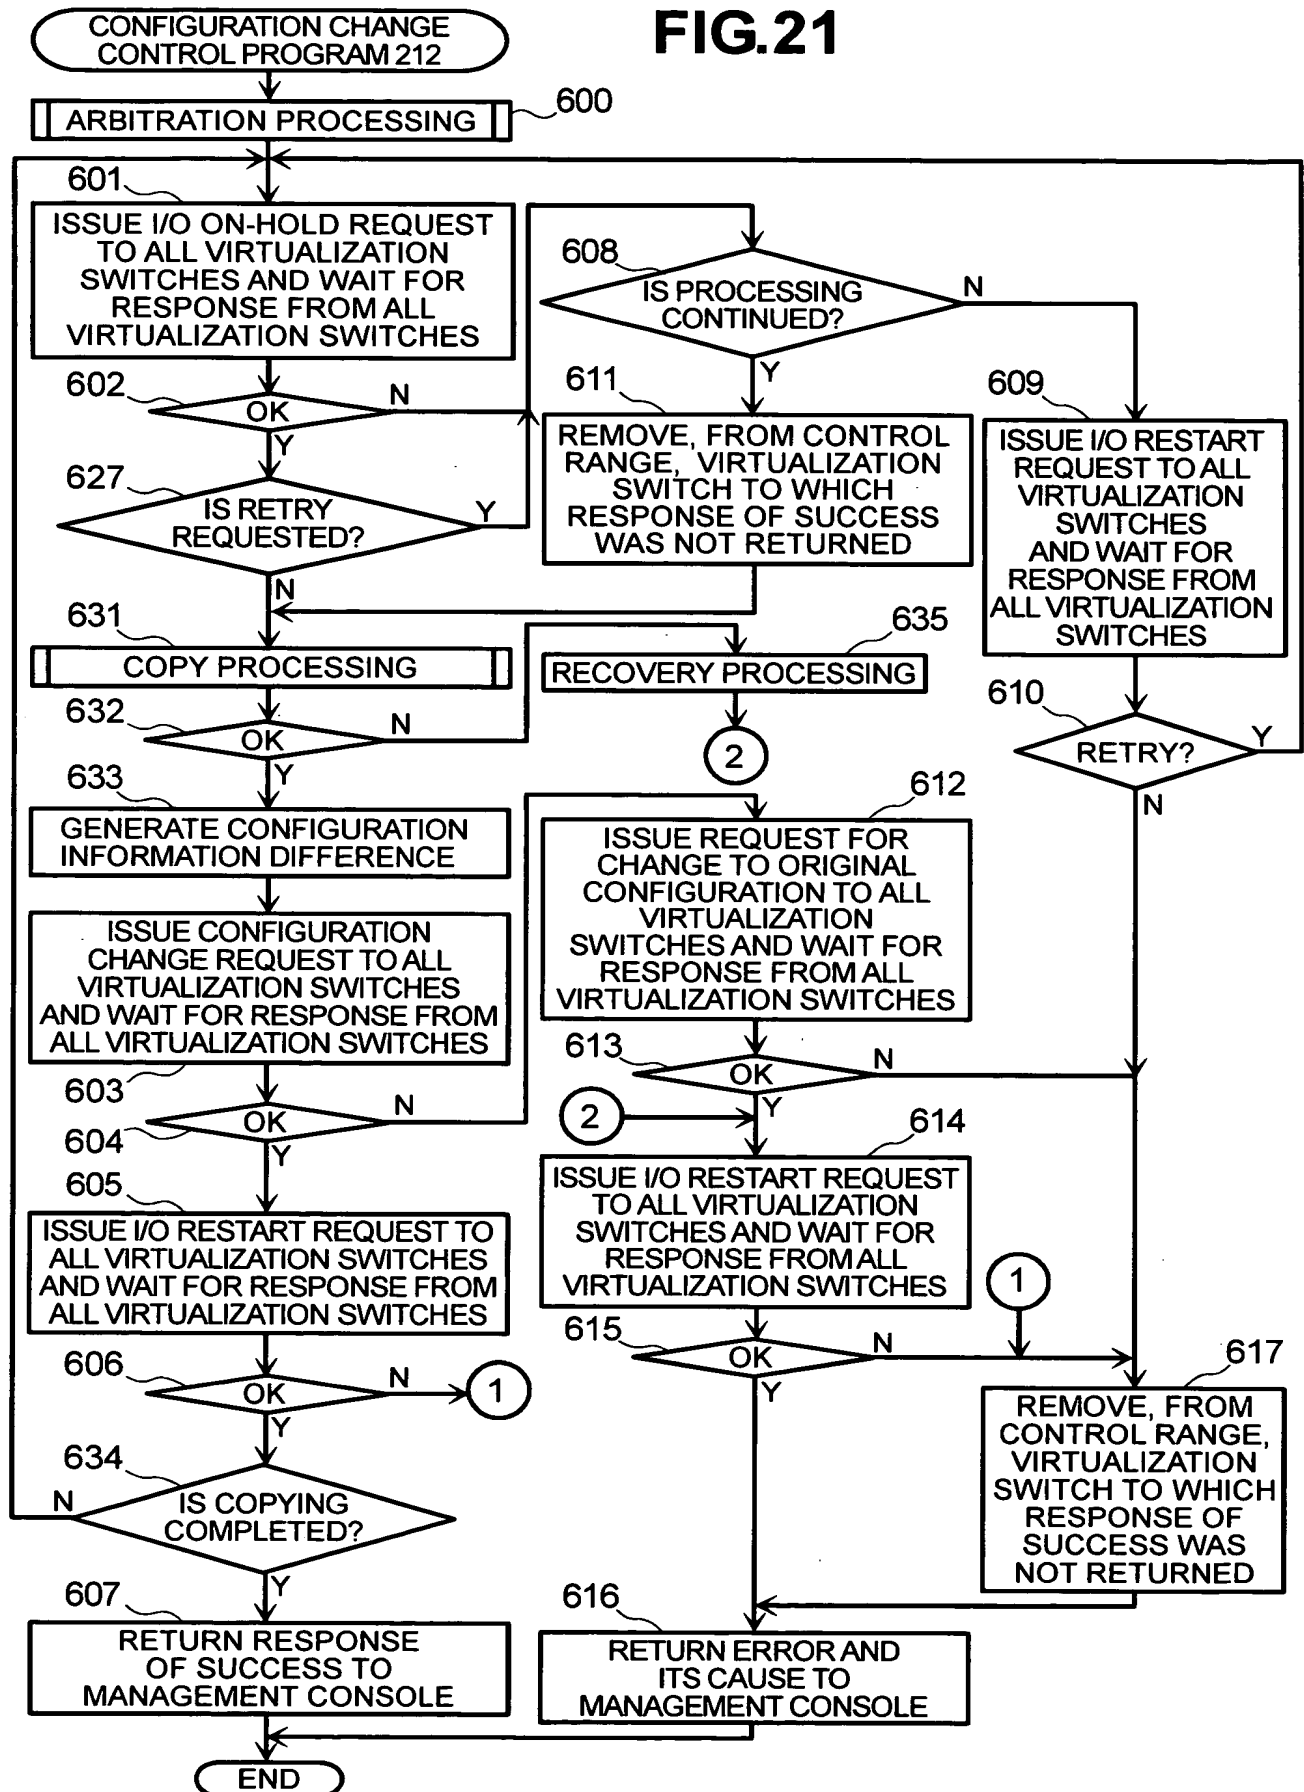 FIG.21
CONFIGURATION CHANGE
CONTROL PROGRAM 212
600
ARBITRATION PROCESSING
601
ISSUE I/O ON-HOLD REQUEST
TO ALL VIRTUALIZATION
SWITCHES AND WAIT FOR
RESPONSE FROM ALL
VIRTUALIZATION SWITCHES
602
OK
N
Y
627
IS RETRY
REQUESTED?
Y
N
608
IS PROCESSING
CONTINUED?
N
Y
611
REMOVE, FROM CONTROL
RANGE, VIRTUALIZATION
SWITCH TO WHICH
RESPONSE OF SUCCESS
WAS NOT RETURNED
609
ISSUE I/O RESTART
REQUEST TO ALL
VIRTUALIZATION
SWITCHES
AND WAIT FOR
RESPONSE FROM
ALL VIRTUALIZATION
SWITCHES
610
RETRY?
Y
N
631
COPY PROCESSING
632
OK
N
Y
635
RECOVERY PROCESSING
2
633
GENERATE CONFIGURATION
INFORMATION DIFFERENCE
ISSUE CONFIGURATION
CHANGE REQUEST TO ALL
VIRTUALIZATION SWITCHES
AND WAIT FOR RESPONSE FROM
ALL VIRTUALIZATION SWITCHES
603
OK
604
N
Y
612
ISSUE REQUEST FOR
CHANGE TO ORIGINAL
CONFIGURATION TO ALL
VIRTUALIZATION
SWITCHES AND WAIT FOR
RESPONSE FROM ALL
VIRTUALIZATION SWITCHES
613
OK
N
Y
2
614
ISSUE I/O RESTART REQUEST
TO ALL VIRTUALIZATION
SWITCHES AND WAIT FOR
RESPONSE FROM ALL
VIRTUALIZATION SWITCHES
605
ISSUE I/O RESTART REQUEST TO
ALL VIRTUALIZATION SWITCHES
AND WAIT FOR RESPONSE FROM
ALL VIRTUALIZATION SWITCHES
606
OK
N
1
Y
615
OK
N
Y
1
617
REMOVE, FROM
CONTROL RANGE,
VIRTUALIZATION
SWITCH TO WHICH
RESPONSE OF
SUCCESS WAS
NOT RETURNED
634
IS COPYING
COMPLETED?
N
Y
607
RETURN RESPONSE
OF SUCCESS TO
MANAGEMENT CONSOLE
616
RETURN ERROR AND
ITS CAUSE TO
MANAGEMENT CONSOLE
END